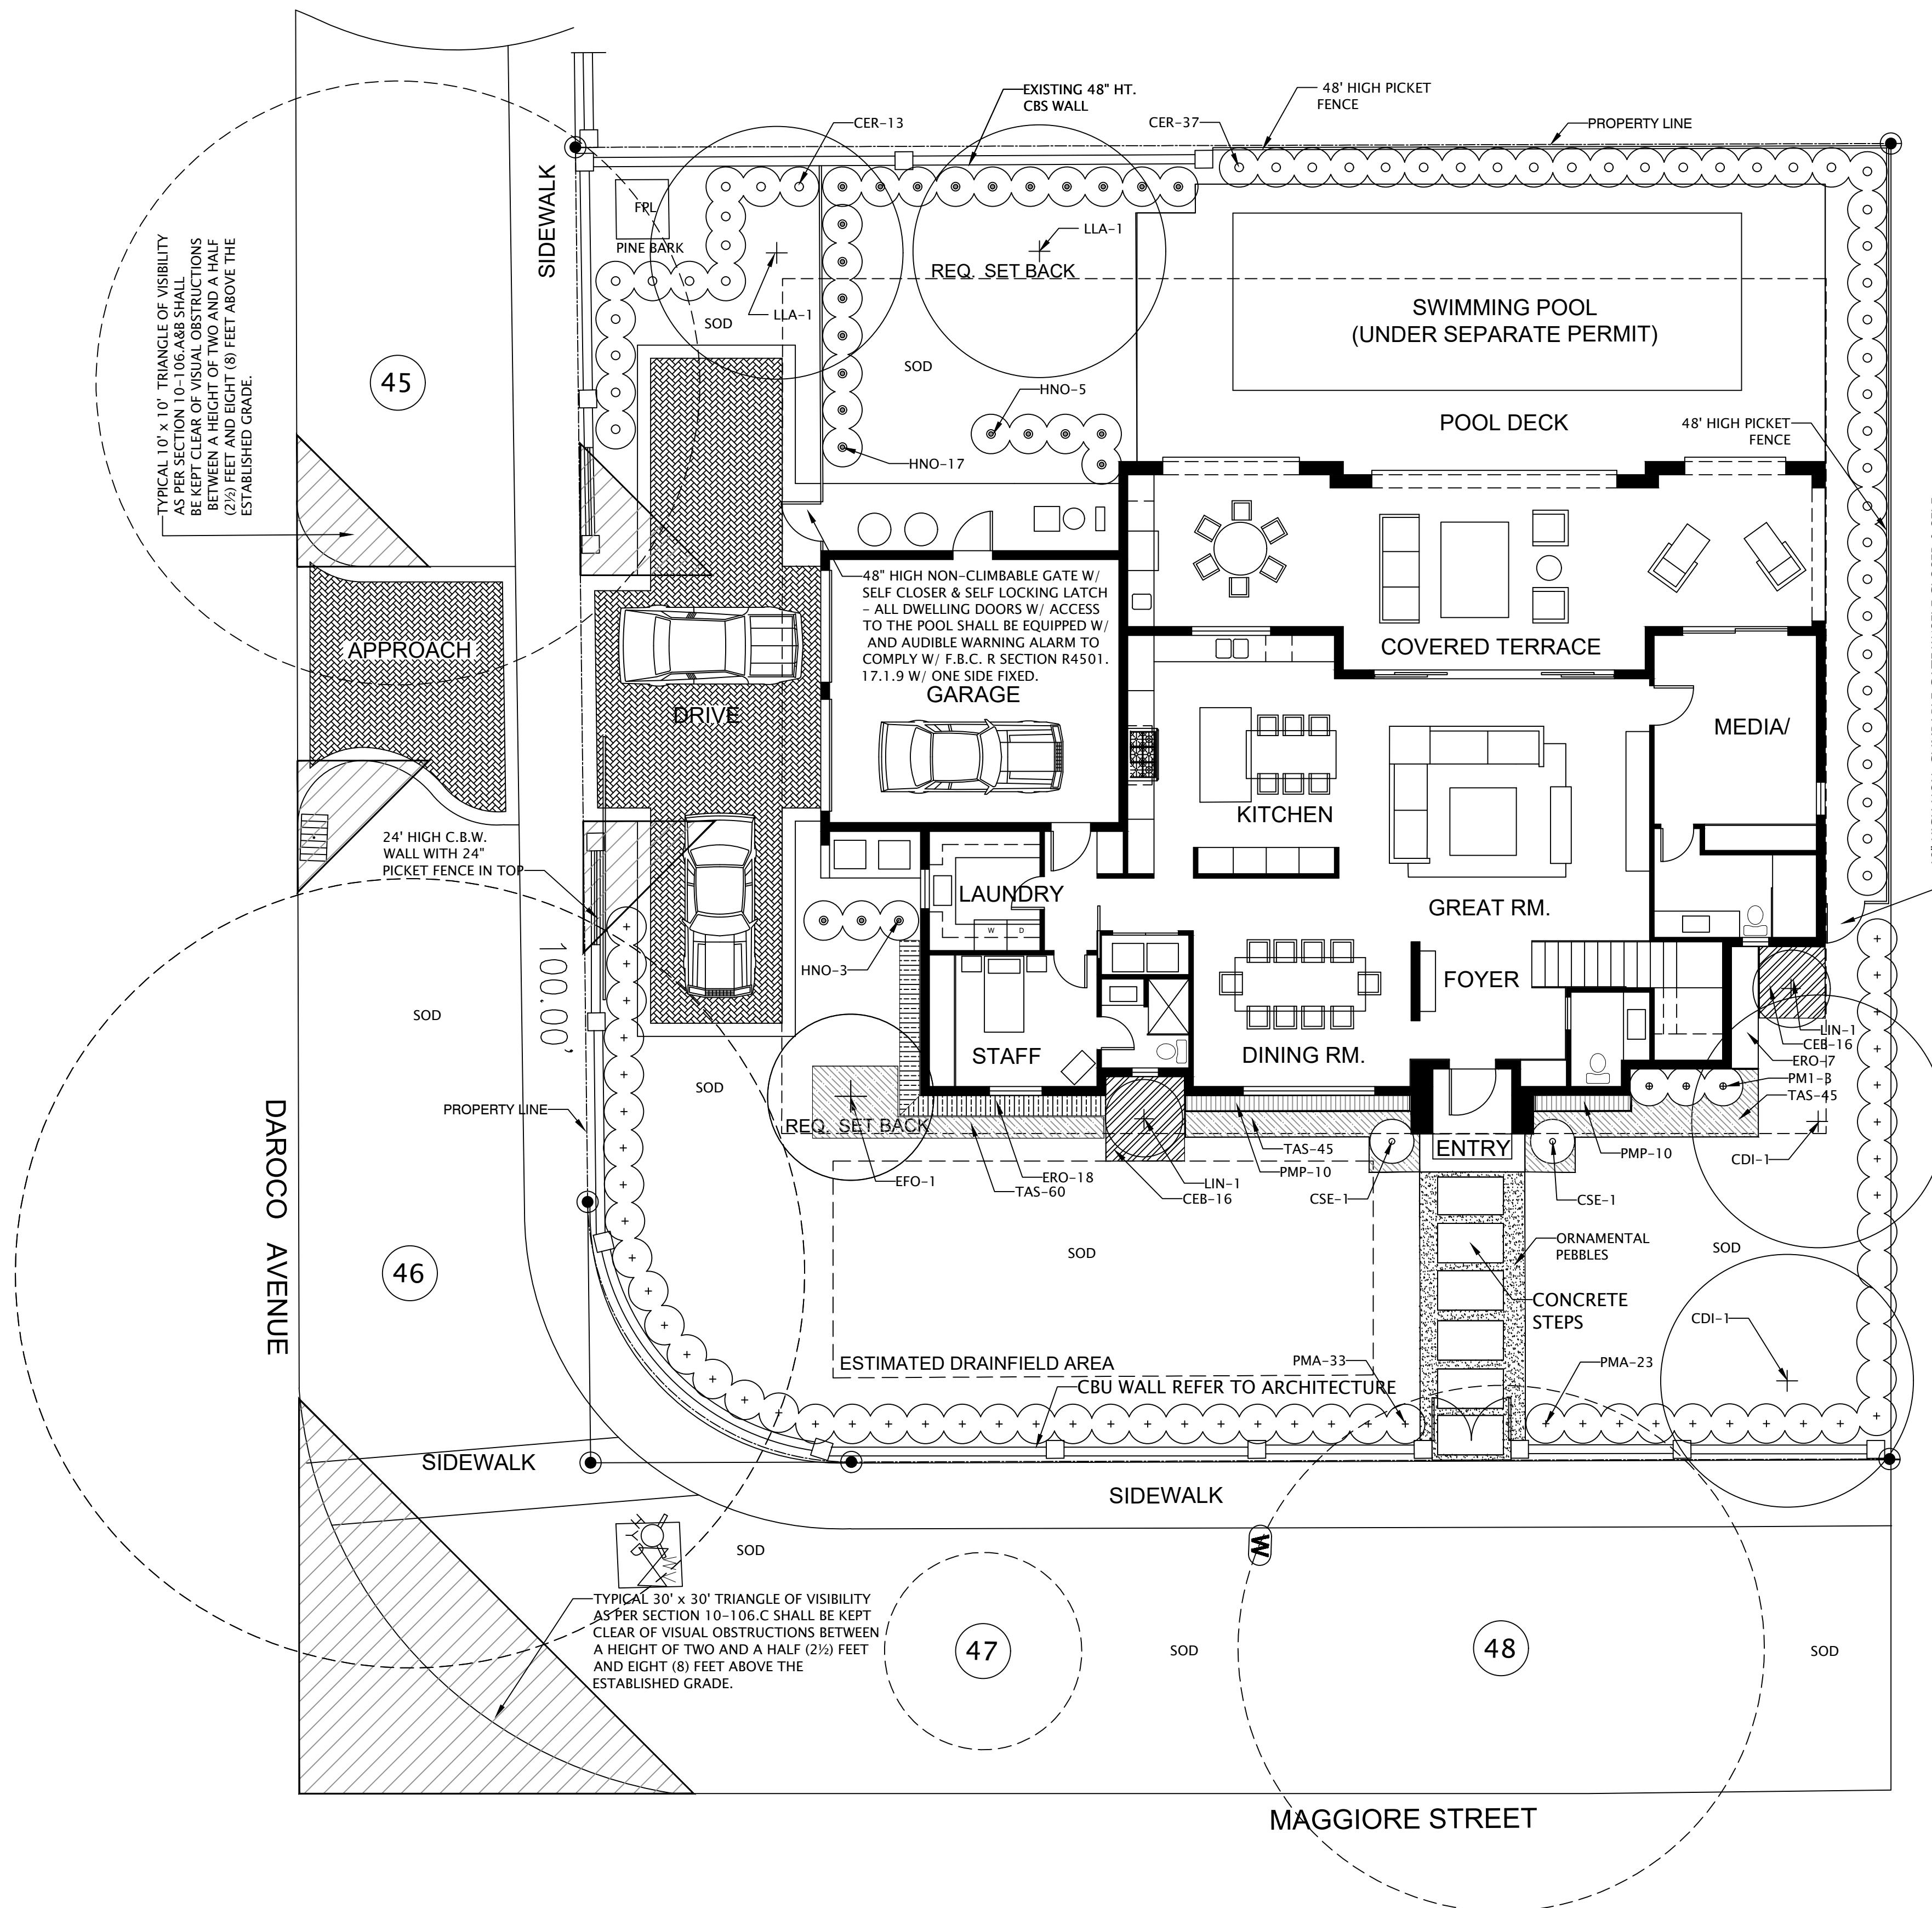 EXISTING 48" HT.
CBS WALL
48' HIGH PICKET
FENCE
PROPERTY LINE
CER-13
CER-37
SIDEWALK
FPL
PINE BARK
LLA-1
REQ. SET BACK
LLA-1
SOD
SOD
SWIMMING POOL
(UNDER SEPARATE PERMIT)
TYPICAL 10' x 10' TRIANGLE OF VISIBILITY
AS PER SECTION 10-106.A&B SHALL
BE KEPT CLEAR OF VISUAL OBSTRUCTIONS
BETWEEN A HEIGHT OF TWO AND A HALF
(2½) FEET AND EIGHT (8) FEET ABOVE THE
ESTABLISHED GRADE.
45
HNO-5
HNO-17
POOL DECK
48' HIGH PICKET
FENCE
48" HIGH NON-CLIMBABLE GATE W/
SELF CLOSER & SELF LOCKING LATCH
- ALL DWELLING DOORS W/ ACCESS
TO THE POOL SHALL BE EQUIPPED W/
AND AUDIBLE WARNING ALARM TO
COMPLY W/ F.B.C. R SECTION R4501.
17.1.9 W/ ONE SIDE FIXED.
GARAGE
APPROACH
DRIVE
COVERED TERRACE
MEDIA/
KITCHEN
24' HIGH C.B.W.
WALL WITH 24"
PICKET FENCE IN TOP
LAUNDRY
W
D
GREAT RM.
HNO-3
FOYER
100.00'
SOD
SOD
STAFF
DINING RM.
LIN-1
CEB-16
ERO-7
PM1-3
TAS-45
PROPERTY LINE
REQ. SET BACK
ENTRY
TAS-45
PMP-10
PMP-10
CDI-1
EFO-1
ERO-18
TAS-60
LIN-1
CEB-16
CSE-1
CSE-1
DAROCO AVENUE
46
SOD
ORNAMENTAL
PEBBLES
SOD
CONCRETE
STEPS
CDI-1
ESTIMATED DRAINFIELD AREA
PMA-33
PMA-23
CBU WALL REFER TO ARCHITECTURE
SIDEWALK
SIDEWALK
SOD
W
TYPICAL 30' x 30' TRIANGLE OF VISIBILITY
AS PER SECTION 10-106.C SHALL BE KEPT
CLEAR OF VISUAL OBSTRUCTIONS BETWEEN
A HEIGHT OF TWO AND A HALF (2½) FEET
AND EIGHT (8) FEET ABOVE THE
ESTABLISHED GRADE.
47
SOD
48
SOD
MAGGIORE STREET